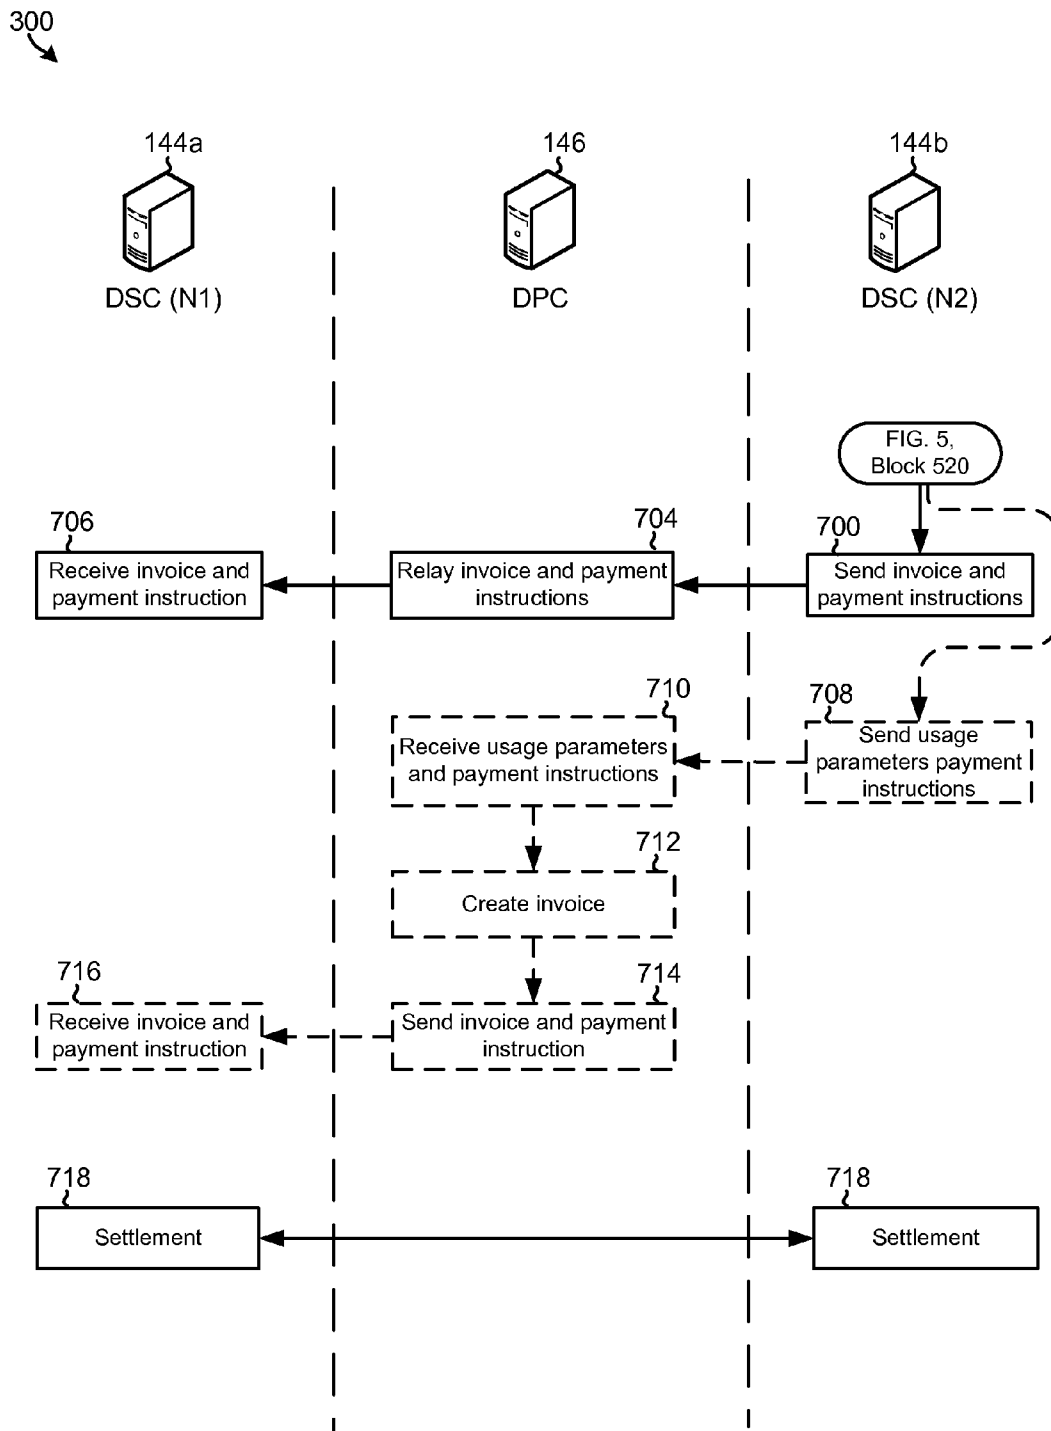 300
144a
146
144b
DSC (N1)
DPC
DSC (N2)
FIG. 5,
Block 520
706
704
700
Receive invoice and
payment instruction
Relay invoice and payment
instructions
Send invoice and
payment instructions
710
708
Receive usage parameters
and payment instructions
Send usage
parameters payment
instructions
712
Create invoice
716
714
Receive invoice and
payment instruction
Send invoice and payment
instruction
718
718
Settlement
Settlement